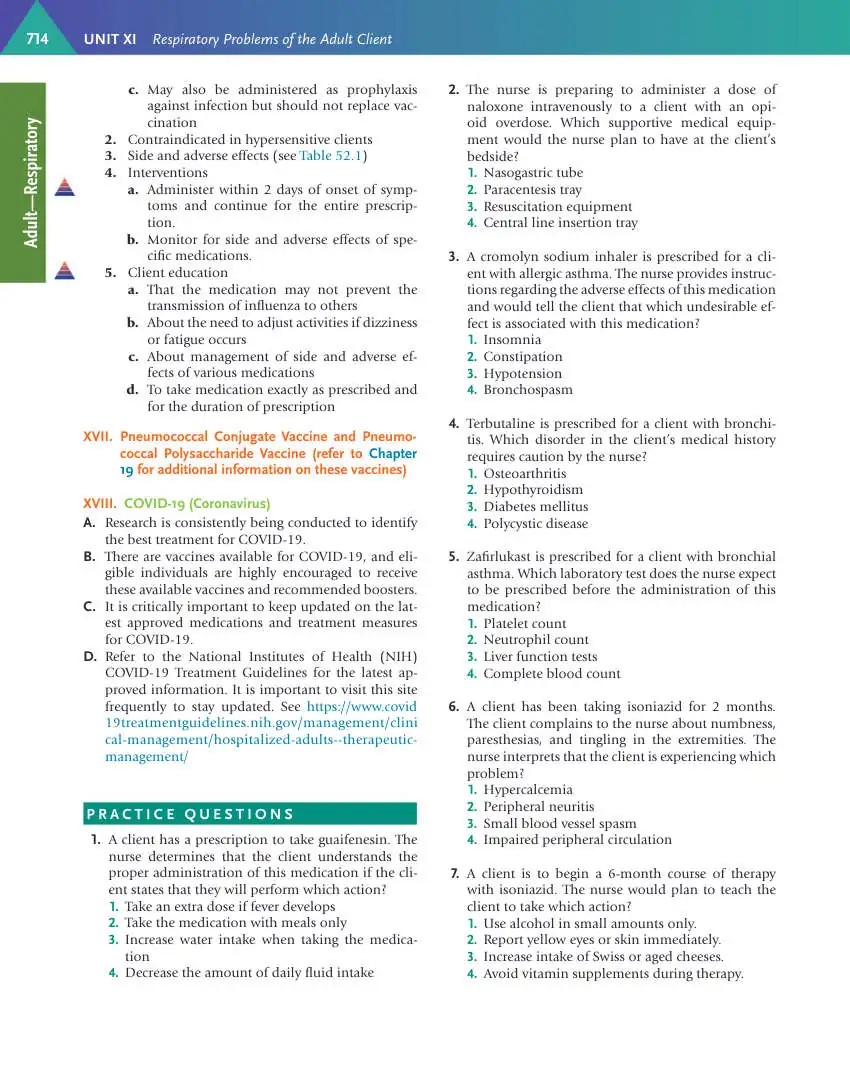 714
UNIT XI Respiratory Problems of the Adult Client
Adult—Respiratory
c. May also be administered as prophylaxis
against infection but should not replace vac-
cination
2. Contraindicated in hypersensitive clients
3. Side and adverse effects (see Table 52.1)
4. Interventions
a. Administer within 2 days of onset of symp-
toms and continue for the entire prescrip-
tion.
b. Monitor for side and adverse effects of spe-
cific medications.
5. Client education
a. That the medication may not prevent the
transmission of influenza to others
b. About the need to adjust activities if dizziness
or fatigue occurs
c. About management of side and adverse ef-
fects of various medications
d. To take medication exactly as prescribed and
for the duration of prescription
XVII. Pneumococcal Conjugate Vaccine and Pneumo-
coccal Polysaccharide Vaccine (refer to Chapter
19 for additional information on these vaccines)
XVIII. COVID-19 (Coronavirus)
A. Research is consistently being conducted to identify
the best treatment for COVID-19.
B. There are vaccines available for COVID-19, and eli-
gible individuals are highly encouraged to receive
these available vaccines and recommended boosters.
C. It is critically important to keep updated on the lat-
est approved medications and treatment measures
for COVID-19.
D. Refer to the National Institutes of Health (NIH)
COVID-19 Treatment Guidelines for the latest ap-
proved information. It is important to visit this site
frequently to stay updated. See https://www.covid
19treatmentguidelines.nih.gov/management/clini
cal-management/hospitalized-adults--therapeutic-
management/
PRACTICE QUESTIONS
1. A client has a prescription to take guaifenesin. The
nurse determines that the client understands the
proper administration of this medication if the cli-
ent states that they will perform which action?
1. Take an extra dose if fever develops
2. Take the medication with meals only
3. Increase water intake when taking the medica-
tion
4. Decrease the amount of daily fluid intake
2. The nurse is preparing to administer a dose of
naloxone intravenously to a client with an opi-
oid overdose. Which supportive medical equip-
ment would the nurse plan to have at the client's
bedside?
1. Nasogastric tube
2. Paracentesis tray
3. Resuscitation equipment
4. Central line insertion tray
3. A cromolyn sodium inhaler is prescribed for a cli-
ent with allergic asthma. The nurse provides instruc-
tions regarding the adverse effects of this medication
and would tell the client that which undesirable ef-
fect is associated with this medication?
1. Insomnia
2. Constipation
3. Hypotension
4. Bronchospasm
4. Terbutaline is prescribed for a client with bronchi-
tis. Which disorder in the client's medical history
requires caution by the nurse?
1. Osteoarthritis
2. Hypothyroidism
3. Diabetes mellitus
4. Polycystic disease
5. Zafirlukast is prescribed for a client with bronchial
asthma. Which laboratory test does the nurse expect
to be prescribed before the administration of this
medication?
1. Platelet count
2. Neutrophil count
3. Liver function tests
4. Complete blood count
6. A client has been taking isoniazid for 2 months.
The client complains to the nurse about numbness,
paresthesias, and tingling in the extremities. The
nurse interprets that the client is experiencing which
problem?
1. Hypercalcemia
2. Peripheral neuritis
3. Small blood vessel spasm
4. Impaired peripheral circulation
7. A client is to begin a 6-month course of therapy
with isoniazid. The nurse would plan to teach the
client to take which action?
1. Use alcohol in small amounts only.
2. Report yellow eyes or skin immediately.
3. Increase intake of Swiss or aged cheeses.
4. Avoid vitamin supplements during therapy.